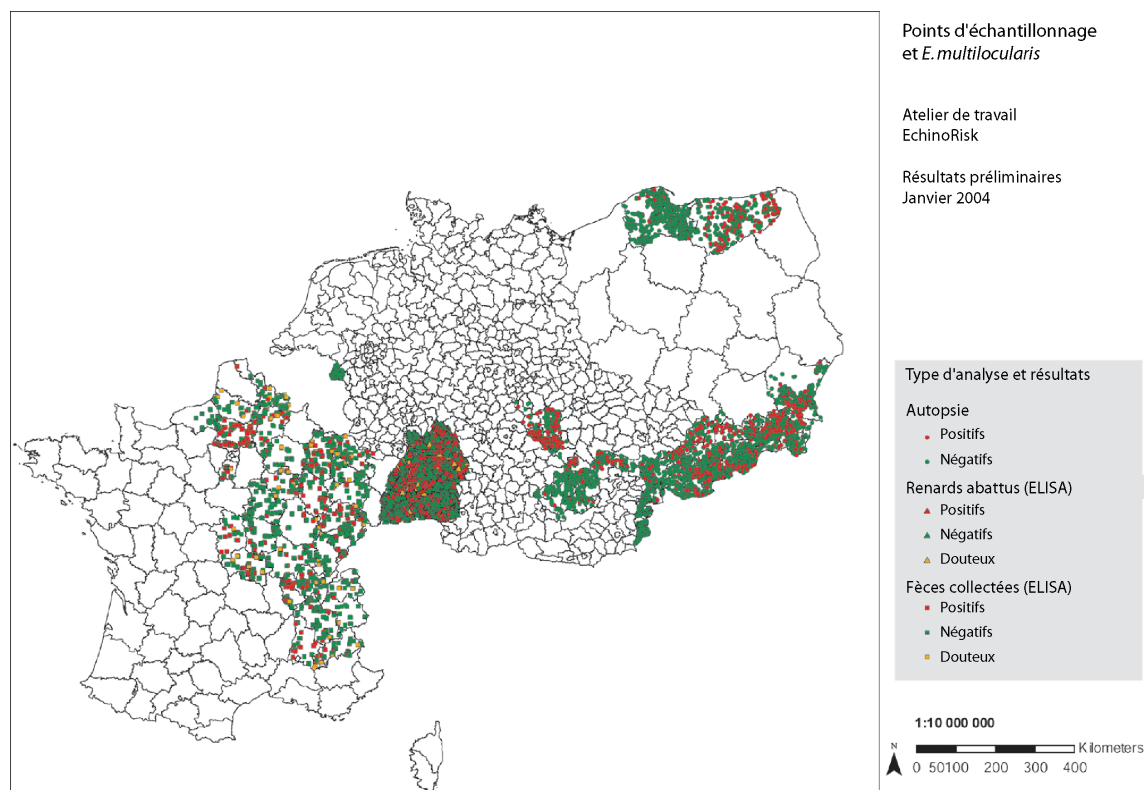 Points d'échantillonnage
et E. multilocularis
Atelier de travail
EchinoRisk
Résultats préliminaires
Janvier 2004
Type d'analyse et résultats
Autopsie
Positifs
Négatifs
Renards abattus (ELISA)
Positifs
Négatifs
Douteux
Fèces collectées (ELISA)
Positifs
Négatifs
Douteux
1:10 000 000
N
Kilometers
0 50100 200 300 400